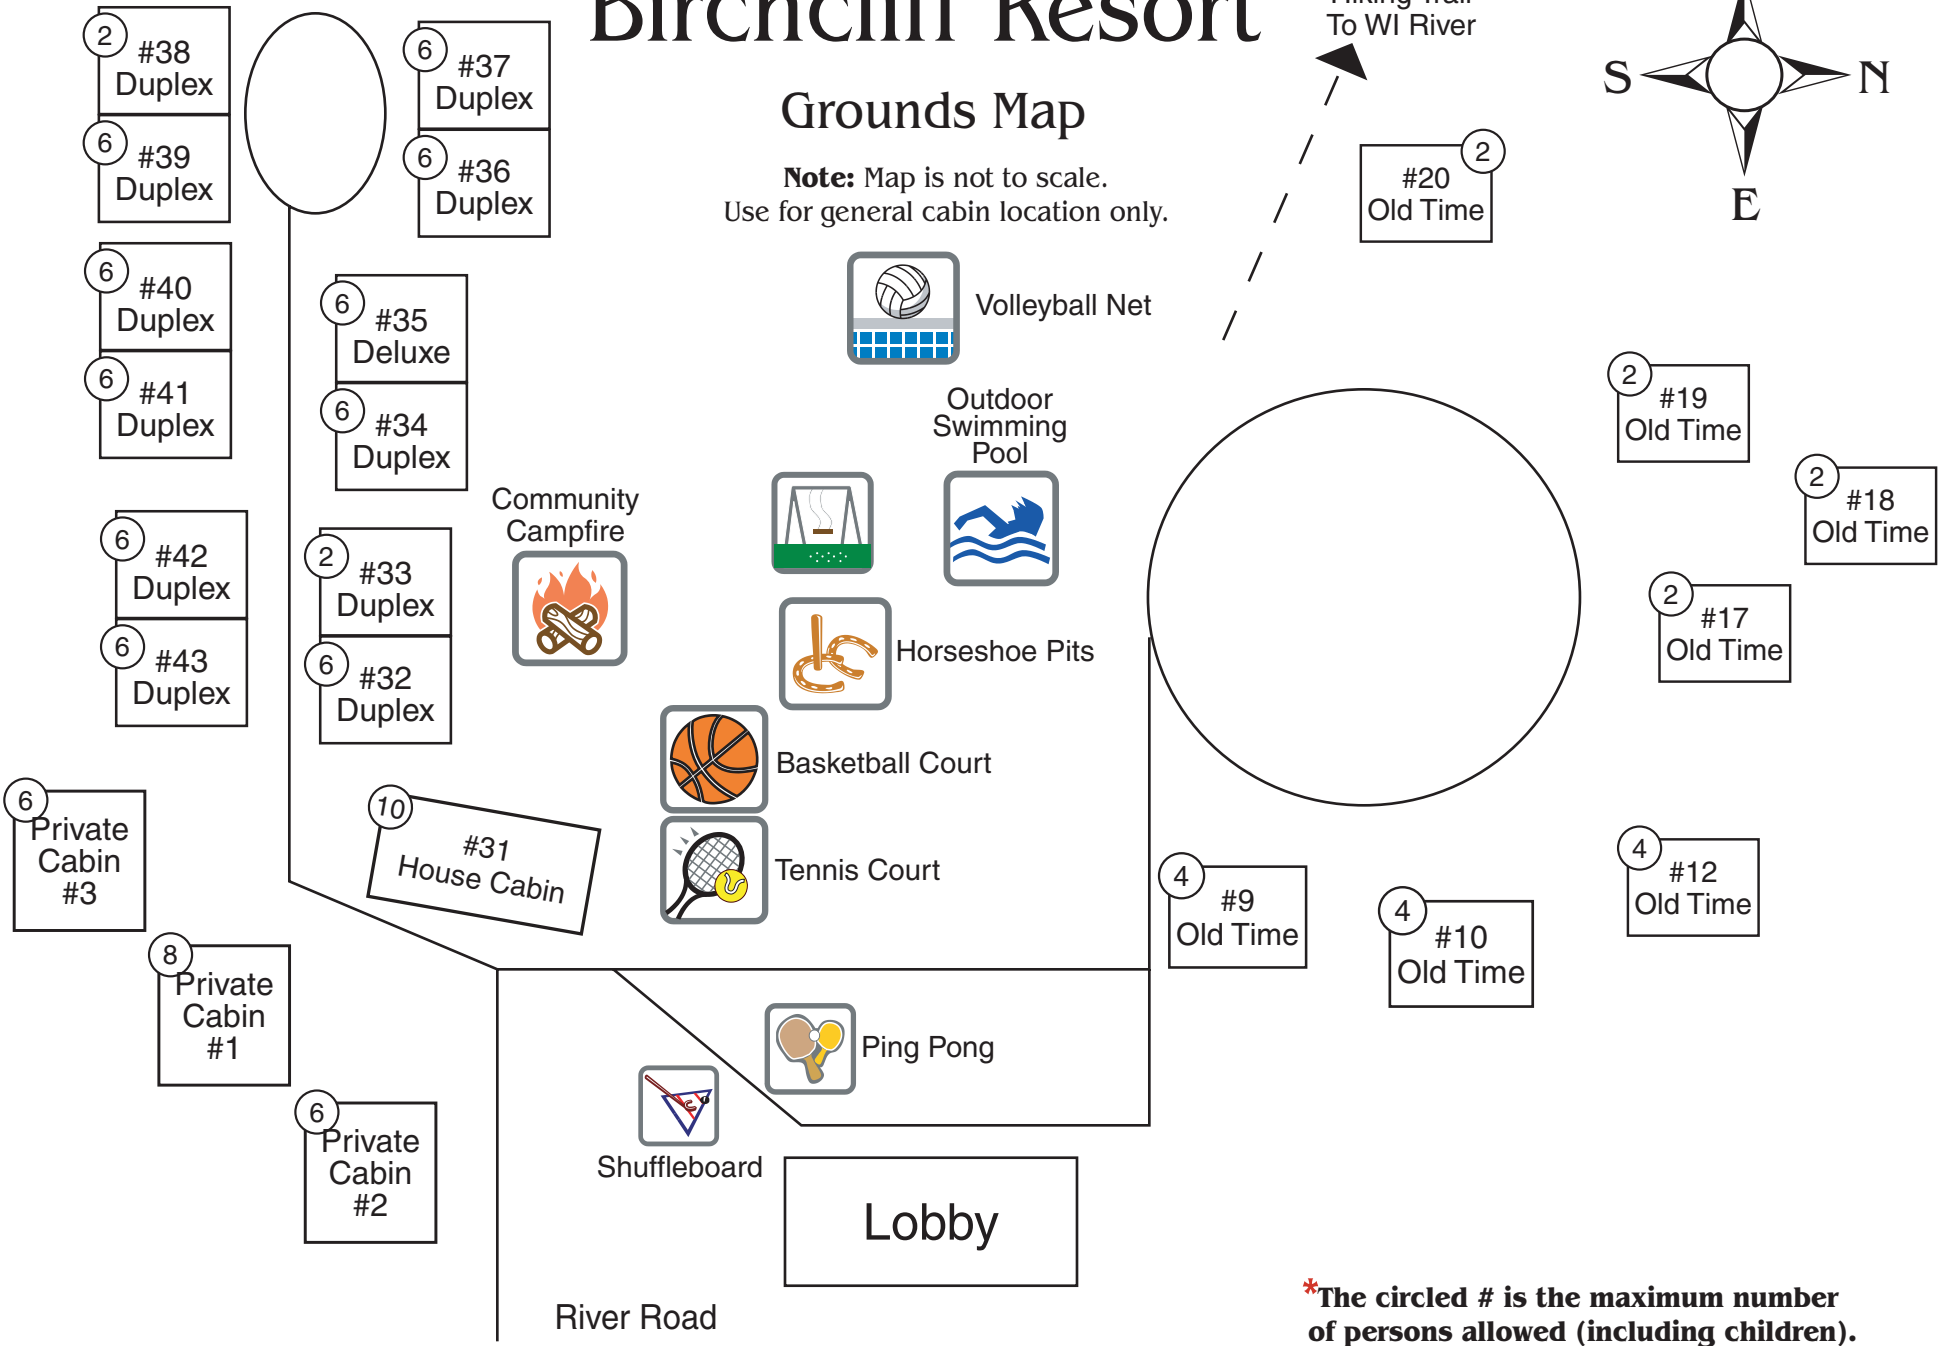 Birchcliff Resort
Grounds Map
Note: Map is not to scale.
Use for general cabin location only.
Hiking Trail
To WI River
S
N
E
2
#38
Duplex
6
#39
Duplex
6
#37
Duplex
6
#36
Duplex
2
#20
Old Time
6
#40
Duplex
6
#41
Duplex
6
#35
Deluxe
6
#34
Duplex
Volleyball Net
Outdoor
Swimming
Pool
2
#19
Old Time
2
#18
Old Time
2
#17
Old Time
Community
Campfire
6
#42
Duplex
6
#43
Duplex
2
#33
Duplex
6
#32
Duplex
Horseshoe Pits
Basketball Court
Tennis Court
6
Private
Cabin
#3
10
#31
House Cabin
4
#9
Old Time
4
#10
Old Time
4
#12
Old Time
8
Private
Cabin
#1
Ping Pong
6
Private
Cabin
#2
Shuffleboard
Lobby
River Road
*The circled # is the maximum number
of persons allowed (including children).